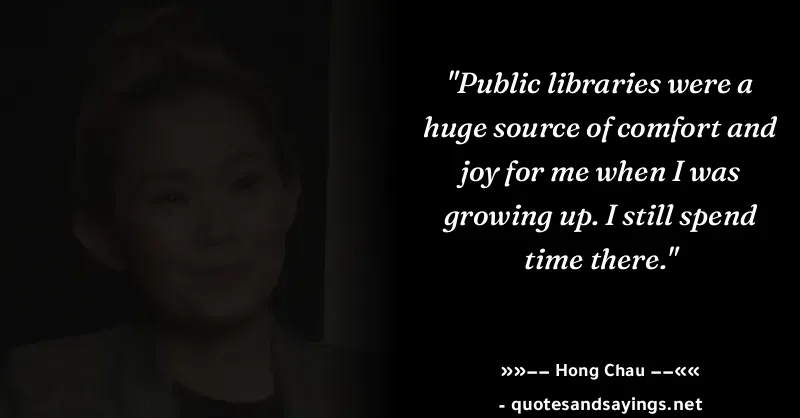 "Public libraries were a
huge source of comfort and
joy for me when I was
growing up. I still spend
time there."
»»–– Hong Chau ––««
- quotesandsayings.net